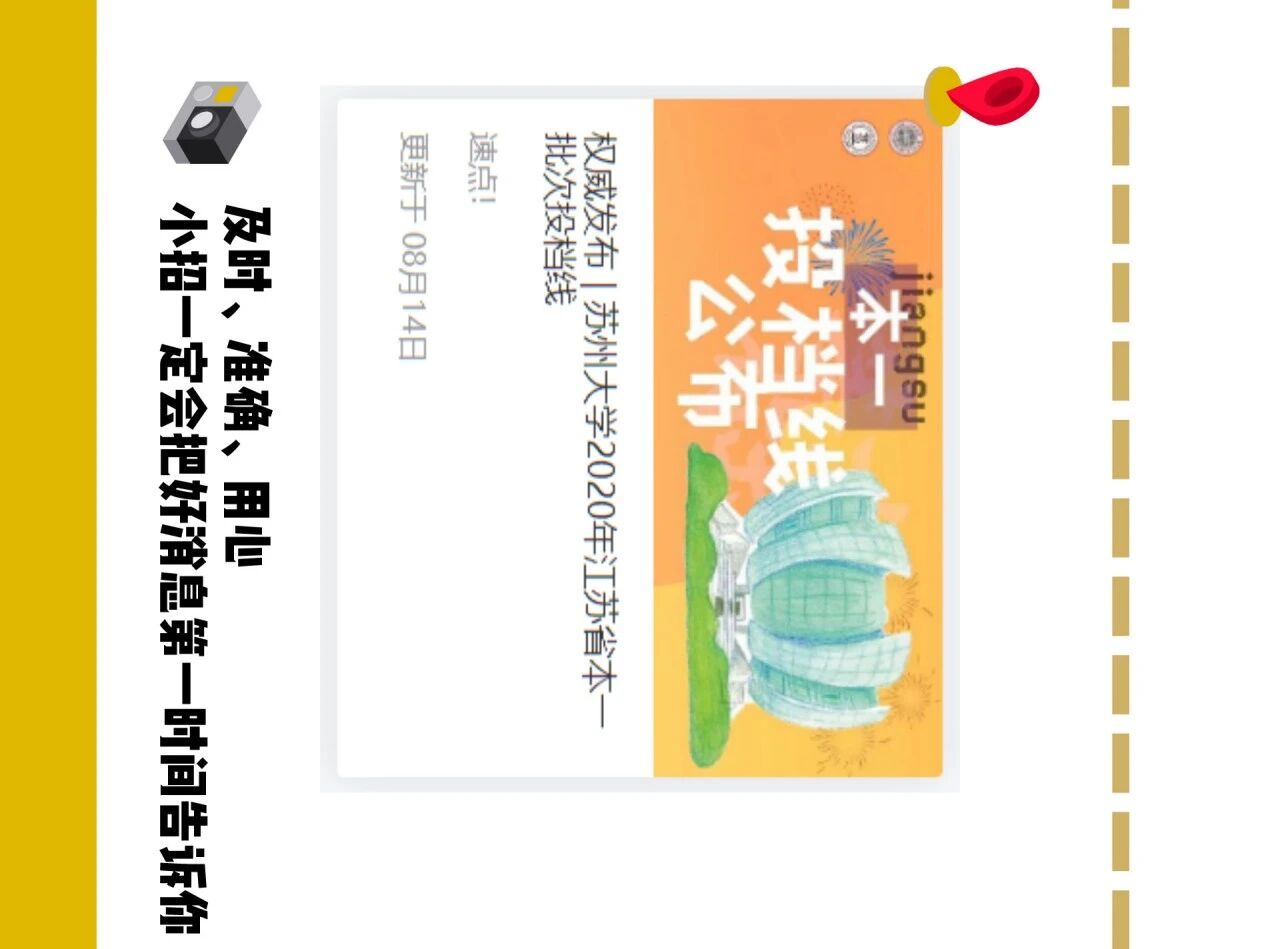 jiangsu
本一
投档线
公布
权威发布 | 苏州大学2020年江苏省本一
批次投档线
速点!
更新于 08月14日
及时、准确、用心
小招一定会把好消息第一时间告诉你